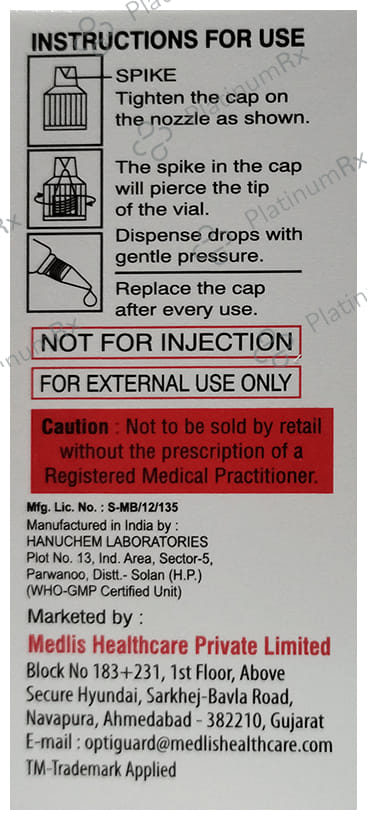 INSTRUCTIONS FOR USE
SPIKE
Tighten the cap on
the nozzle as shown.
The spike in the cap
will pierce the tip
of the vial.
Dispense drops with
gentle pressure.
Replace the cap
after every use.
NOT FOR INJECTION
FOR EXTERNAL USE ONLY
Caution : Not to be sold by retail
without the prescription of a
Registered Medical Practitioner.
Mfg. Lic. No. : S-MB/12/135
Manufactured in India by :
HANUCHEM LABORATORIES
Plot No. 13, Ind. Area, Sector-5,
Parwanoo, Distt.- Solan (H.P.)
(WHO-GMP Certified Unit)
Marketed by :
Medlis Healthcare Private Limited
Block No 183+231, 1st Floor, Above
Secure Hyundai, Sarkhej-Bavla Road,
Navapura, Ahmedabad - 382210, Gujarat
E-mail : optiguard@medlishealthcare.com
TM-Trademark Applied
PlatinumRx
PlatinumRx
PlatinumRx